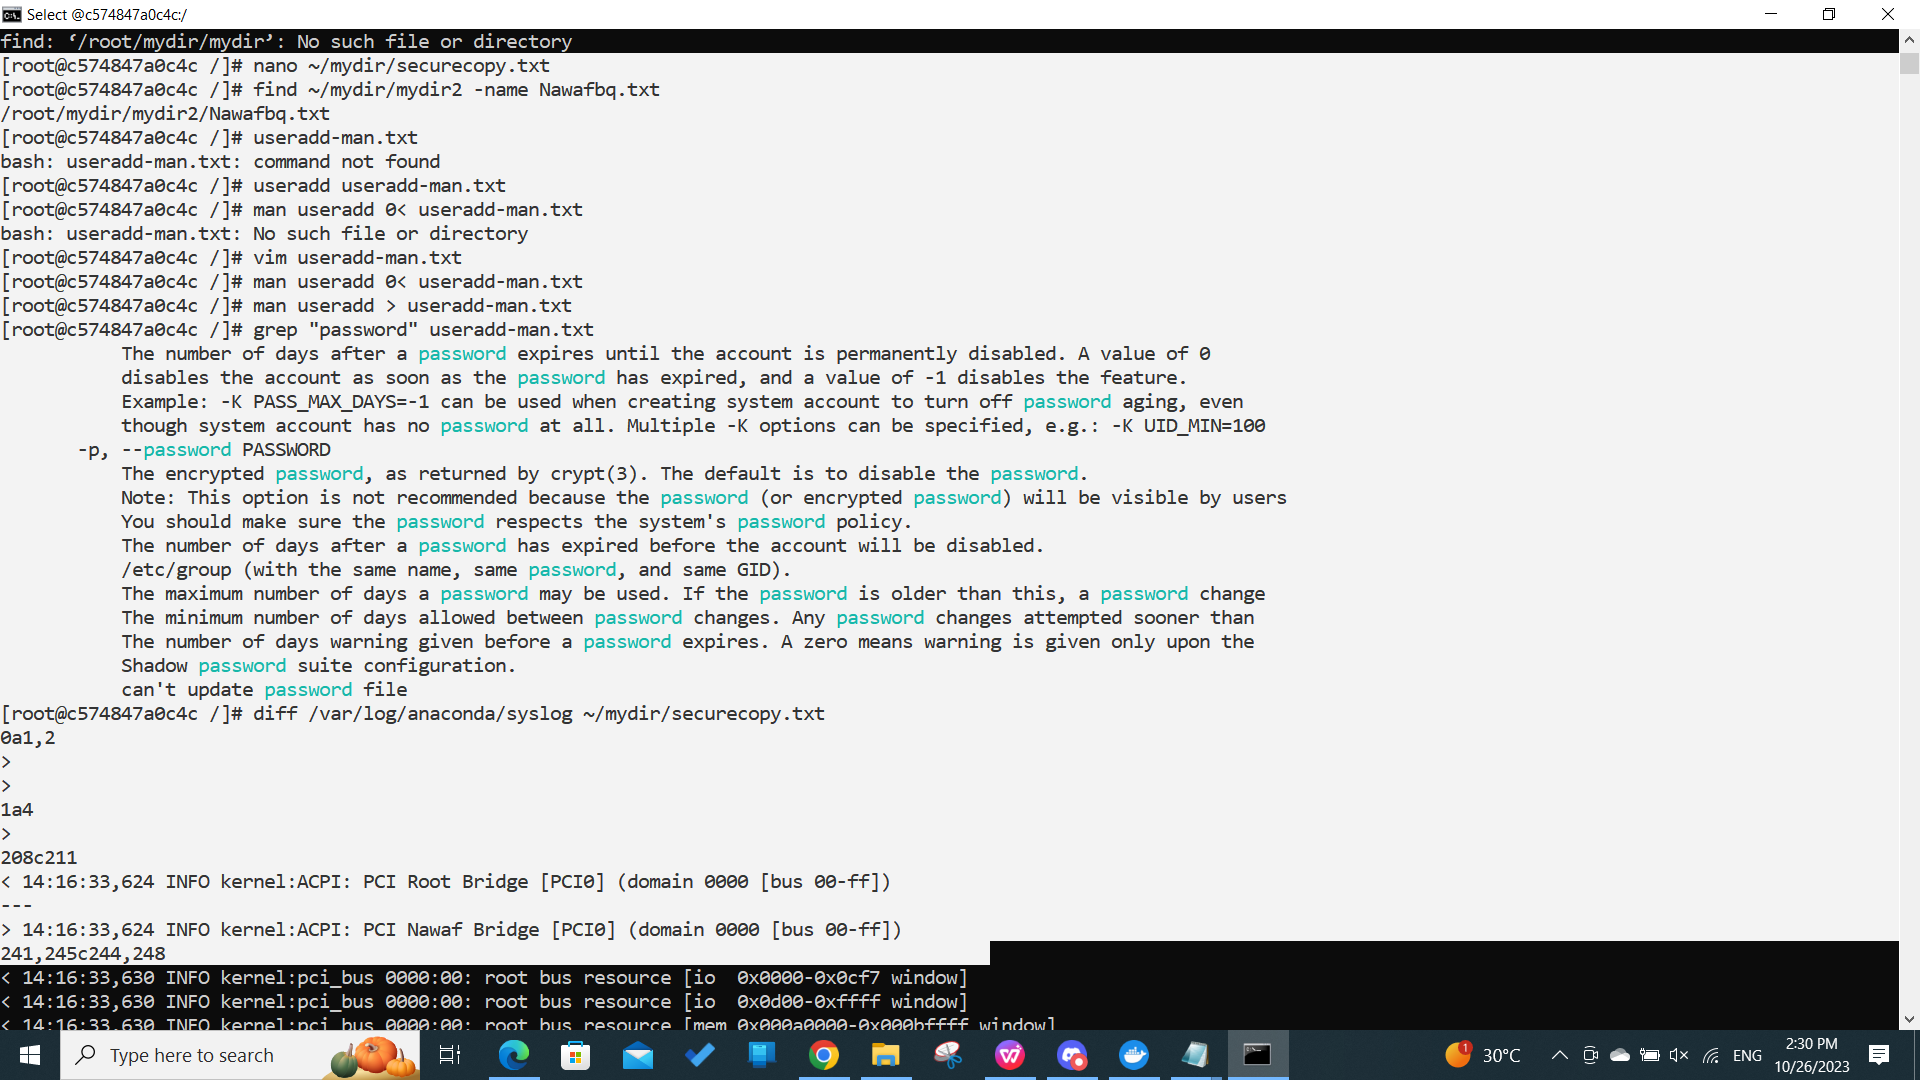 Select @c574847a0c4c:/
find: ‘/root/mydir/mydir’: No such file or directory
[root@c574847a0c4c /]# nano ~/mydir/securecopy.txt
[root@c574847a0c4c /]# find ~/mydir/mydir2 -name Nawafbq.txt
/root/mydir/mydir2/Nawafbq.txt
[root@c574847a0c4c /]# useradd-man.txt
bash: useradd-man.txt: command not found
[root@c574847a0c4c /]# useradd useradd-man.txt
[root@c574847a0c4c /]# man useradd 0< useradd-man.txt
bash: useradd-man.txt: No such file or directory
[root@c574847a0c4c /]# vim useradd-man.txt
[root@c574847a0c4c /]# man useradd 0< useradd-man.txt
[root@c574847a0c4c /]# man useradd > useradd-man.txt
[root@c574847a0c4c /]# grep "password" useradd-man.txt
The number of days after a password expires until the account is permanently disabled. A value of 0
disables the account as soon as the password has expired, and a value of -1 disables the feature.
Example: -K PASS_MAX_DAYS=-1 can be used when creating system account to turn off password aging, even
though system account has no password at all. Multiple -K options can be specified, e.g.: -K UID_MIN=100
-p, --password PASSWORD
The encrypted password, as returned by crypt(3). The default is to disable the password.
Note: This option is not recommended because the password (or encrypted password) will be visible by users
You should make sure the password respects the system's password policy.
The number of days after a password has expired before the account will be disabled.
/etc/group (with the same name, same password, and same GID).
The maximum number of days a password may be used. If the password is older than this, a password change
The minimum number of days allowed between password changes. Any password changes attempted sooner than
The number of days warning given before a password expires. A zero means warning is given only upon the
Shadow password suite configuration.
can't update password file
[root@c574847a0c4c /]# diff /var/log/anaconda/syslog ~/mydir/securecopy.txt
0a1,2
>
>
1a4
>
208c211
< 14:16:33,624 INFO kernel:ACPI: PCI Root Bridge [PCI0] (domain 0000 [bus 00-ff])
---
> 14:16:33,624 INFO kernel:ACPI: PCI Nawaf Bridge [PCI0] (domain 0000 [bus 00-ff])
241,245c244,248
< 14:16:33,630 INFO kernel:pci_bus 0000:00: root bus resource [io  0x0000-0x0cf7 window]
< 14:16:33,630 INFO kernel:pci_bus 0000:00: root bus resource [io  0x0d00-0xffff window]
< 14:16:33,630 INFO kernel:pci_bus 0000:00: root bus resource [mem 0x000a0000-0x000bffff window]
Type here to search
1
30°C
ENG
2:30 PM
10/26/2023